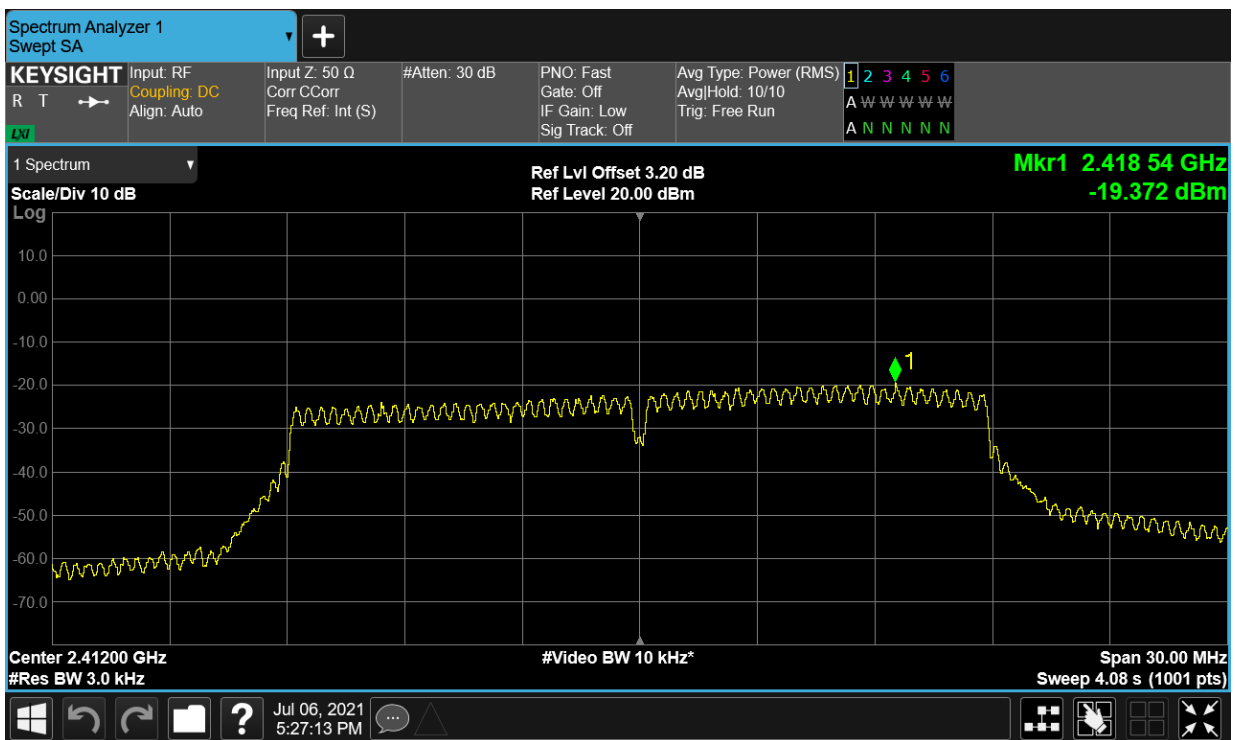 Spectrum Analyzer 1
Swept SA
KEYSIGHT
R T
LXI
Input: RF
Coupling: DC
Align: Auto
Input Z: 50 Ω
Corr CCorr
Freq Ref: Int (S)
#Atten: 30 dB
PNO: Fast
Gate: Off
IF Gain: Low
Sig Track: Off
Avg Type: Power (RMS)
Avg|Hold: 10/10
Trig: Free Run
1 2 3 4 5 6
A W W W W W
A N N N N N
1 Spectrum
Scale/Div 10 dB
Log
Ref Lvl Offset 3.20 dB
Ref Level 20.00 dBm
Mkr1 2.418 54 GHz
-19.372 dBm
10.0
0.00
-10.0
1
-20.0
-30.0
-40.0
-50.0
-60.0
-70.0
Center 2.41200 GHz
#Res BW 3.0 kHz
#Video BW 10 kHz*
Span 30.00 MHz
Sweep 4.08 s (1001 pts)
?
Jul 06, 2021
5:27:13 PM